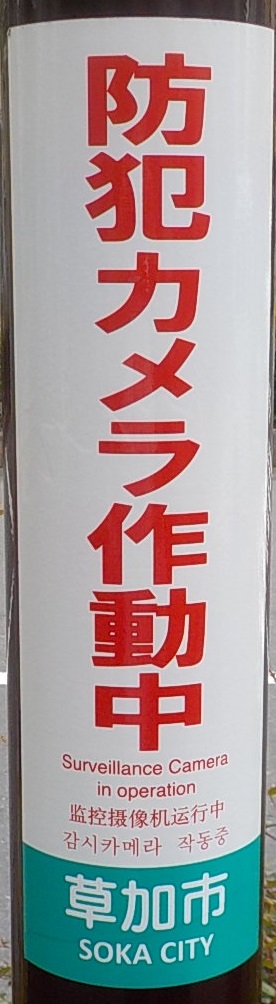 防犯カメラ作動中
Surveillance Camera
in operation
监控摄像机运行中
감시카메라 작동중
草加市
SOKA CITY